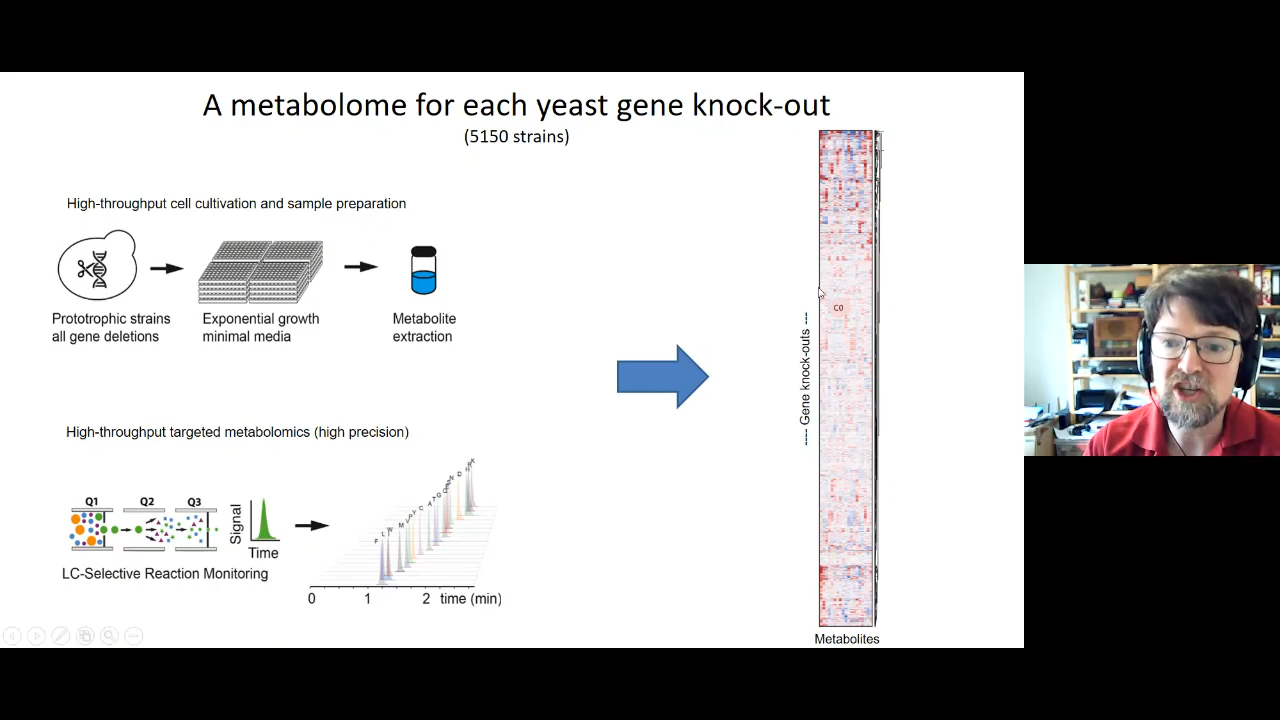 A metabolome for each yeast gene knock-out
(5150 strains)
High-throughput cell cultivation and sample preparation
Prototrophic strains
all gene deletions
Exponential growth
minimal media
Metabolite
extraction
High-throughput targeted metabolomics (high precision)
Q1 Q2 Q3
Signal
Time
LC-Selective Reaction Monitoring
F L W M V P Y C A T G
N D H R K
0 1 2 time (min)
---- Gene knock-outs ---
C0
Metabolites